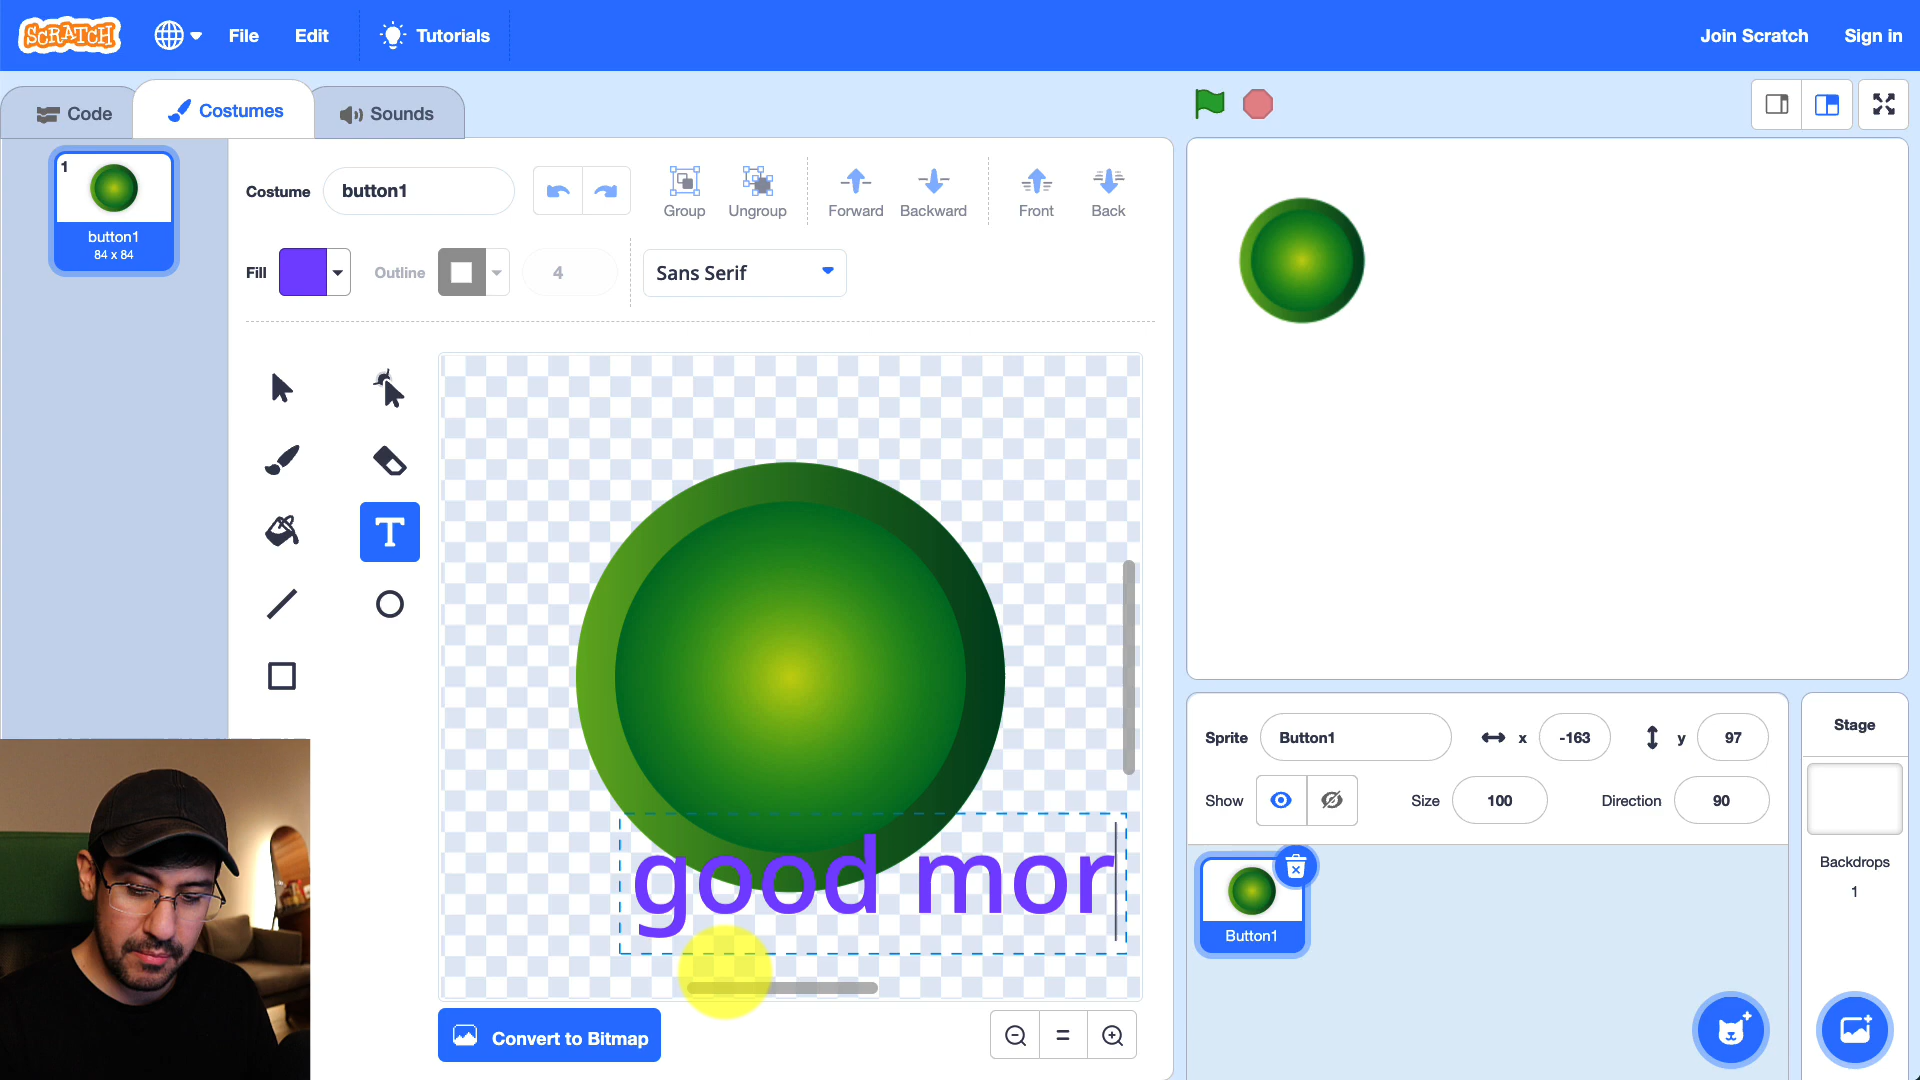 SCRATCH
File
Edit
Tutorials
Join Scratch
Sign in
Code
Costumes
Sounds
1
button1
84 x 84
Costume
button1
Group
Ungroup
Forward
Backward
Front
Back
Fill
Outline
4
Sans Serif
T
good mor
Convert to Bitmap
Sprite
Button1
x
-163
y
97
Show
Size
100
Direction
90
Button1
Stage
Backdrops
1